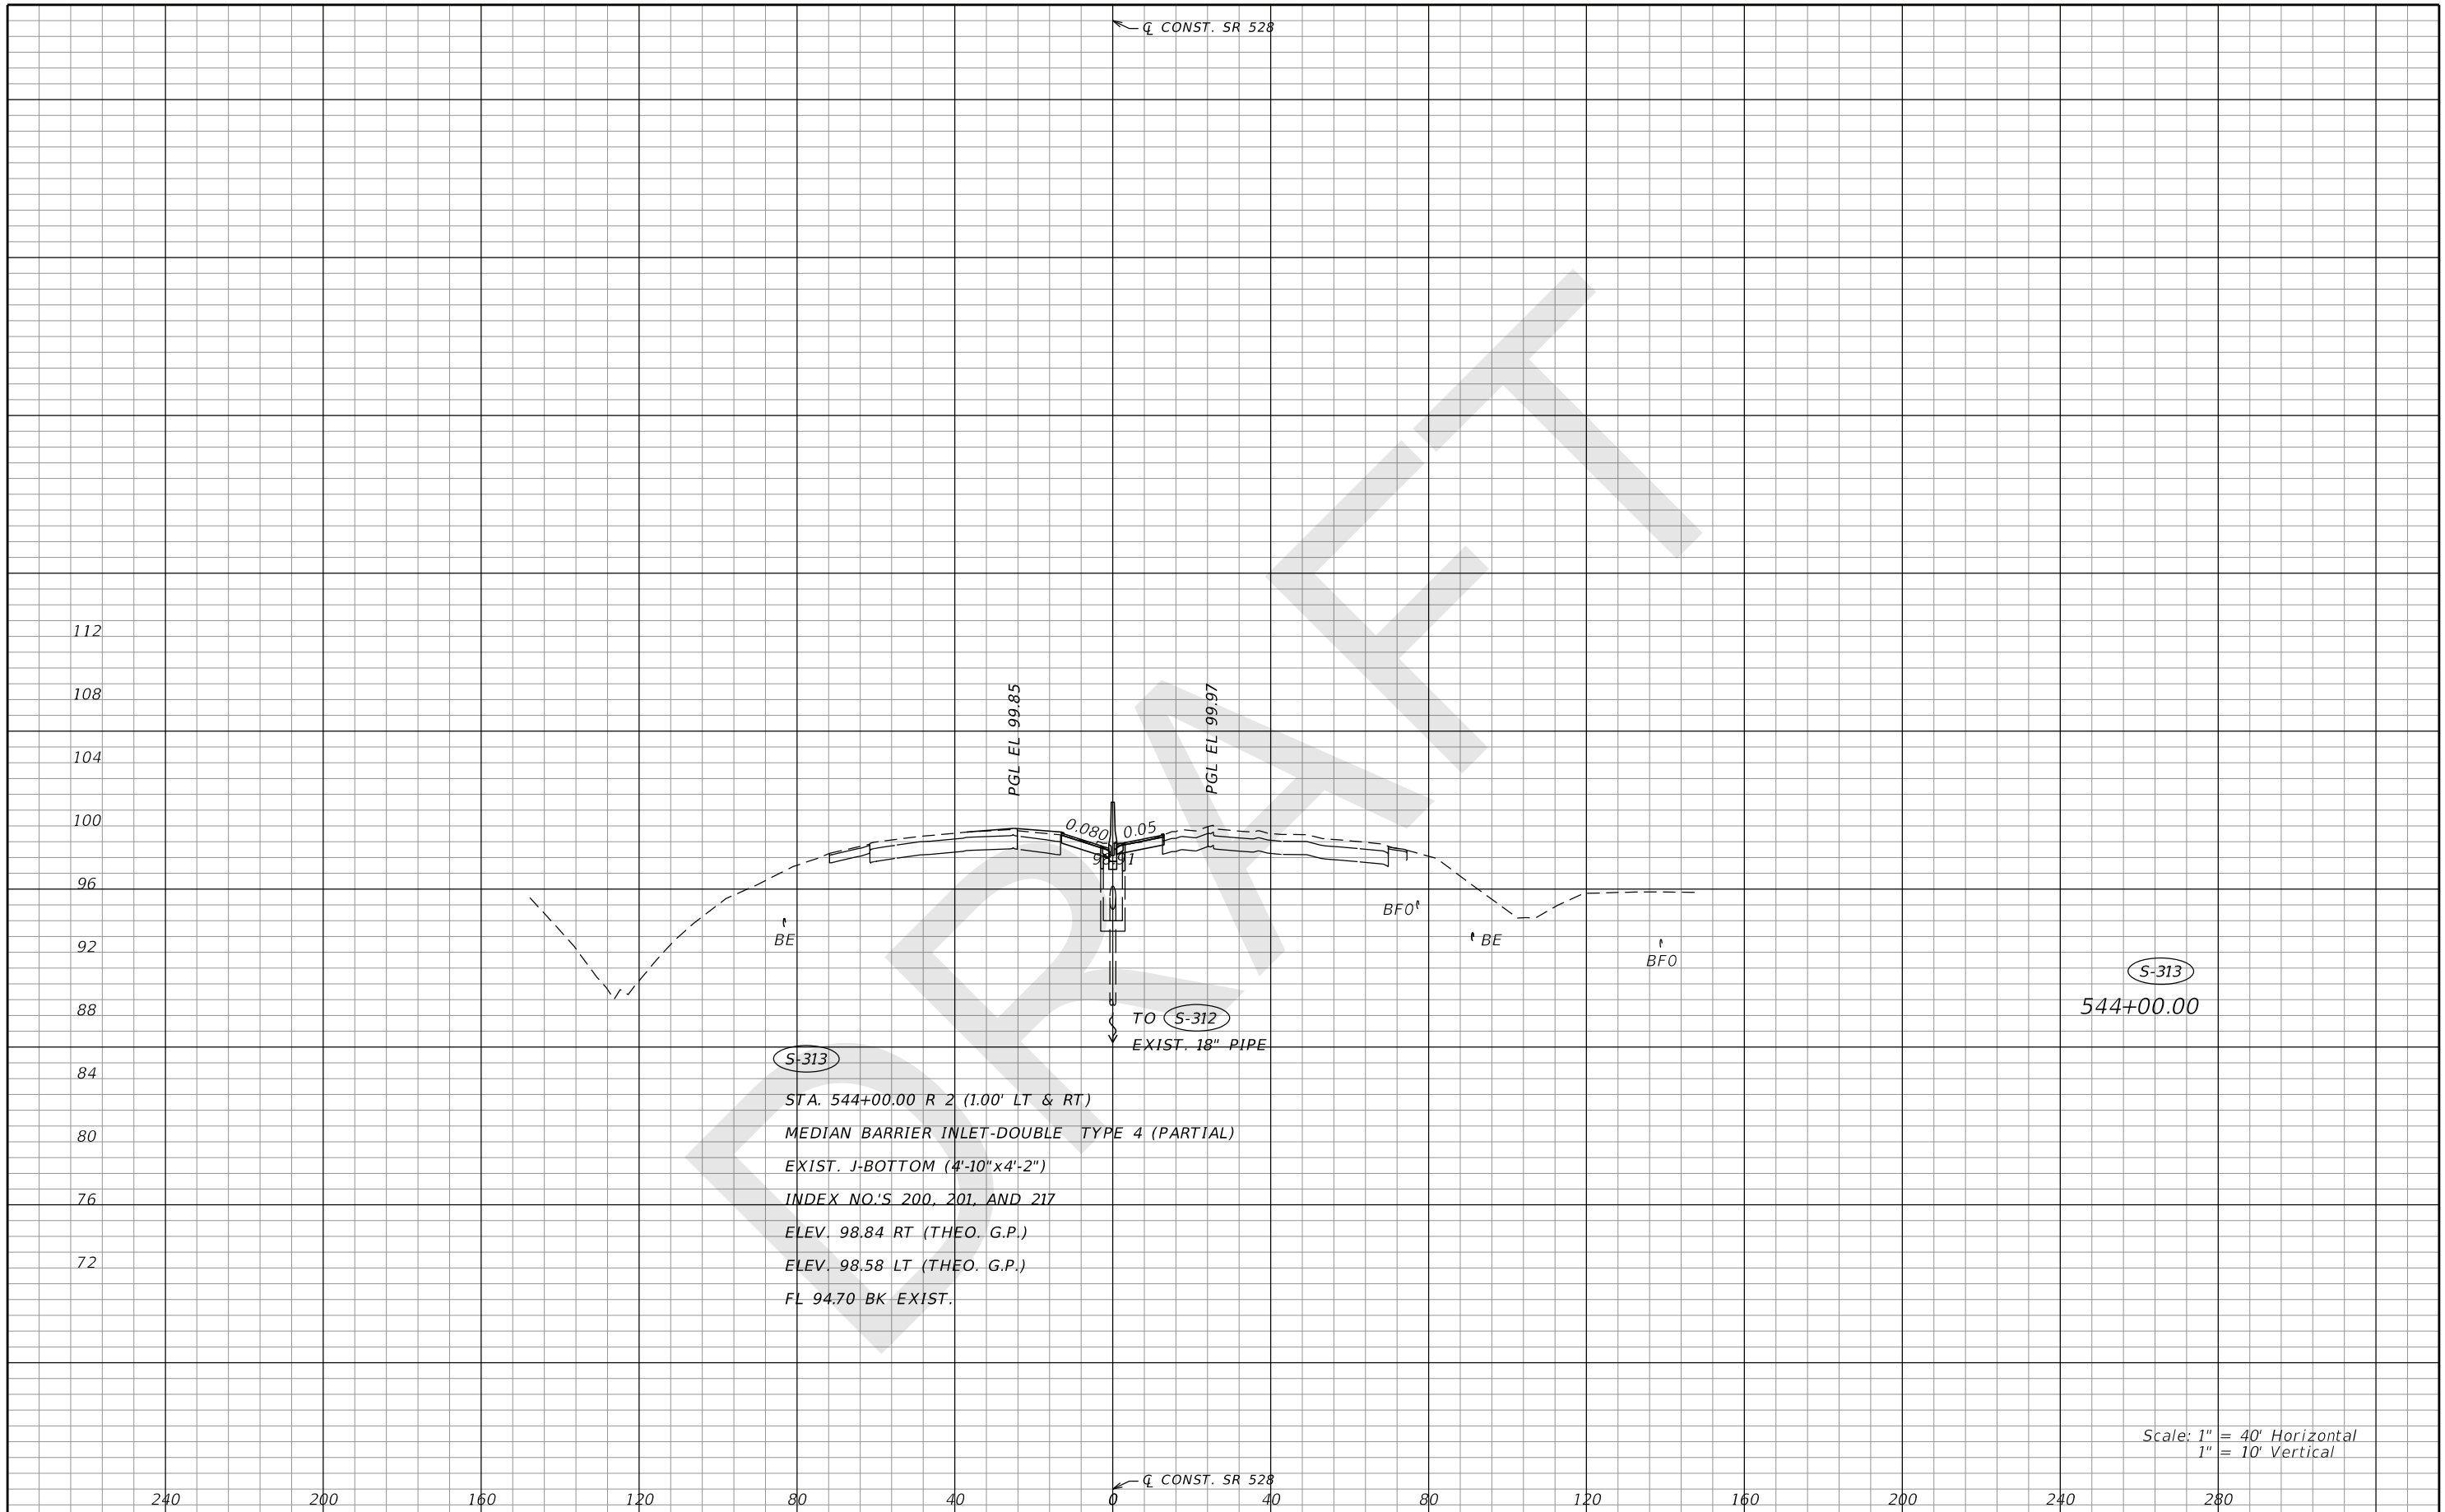 ℄ CONST. SR 528
112
108
104
100
96
92
88
84
80
76
72
PGL EL 99.85
PGL EL 99.97
0.080
0.05
BE
BFO
BE
BFO
TO S-312
EXIST. 18" PIPE
S-313
544+00.00
S-313
STA. 544+00.00 R 2 (1.00' LT & RT)
MEDIAN BARRIER INLET-DOUBLE TYPE 4 (PARTIAL)
EXIST. J-BOTTOM (4'-10"x4'-2")
INDEX NO.'S 200, 201, AND 217
ELEV. 98.84 RT (THEO. G.P.)
ELEV. 98.58 LT (THEO. G.P.)
FL 94.70 BK EXIST.
DRAFT
Scale: 1" = 40' Horizontal
1" = 10' Vertical
℄ CONST. SR 528
240 200 160 120 80 40 0 40 80 120 160 200 240 280